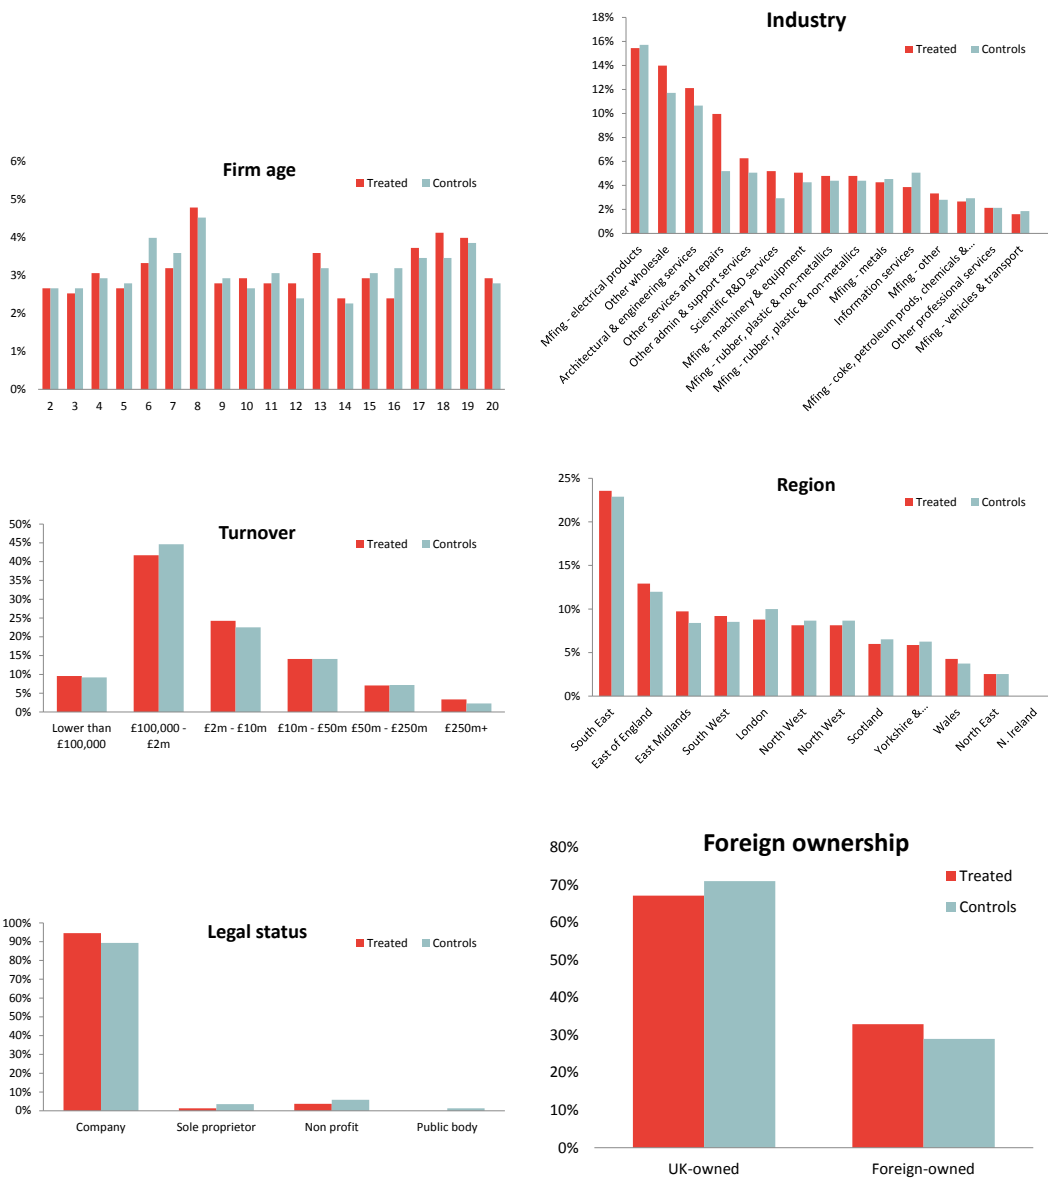 Industry
Treated Controls
18%
16%
14%
12%
10%
8%
6%
4%
2%
0%
Mfing - electrical products
Other wholesale
Architectural & engineering services
Other services and repairs
Other admin & support services
Scientific R&D services
Mfing - machinery & equipment
Mfing - rubber, plastic & non-metallics
Mfing - rubber, plastic & non-metallics
Mfing - metals
Information services
Mfing - other
Mfing - coke, petroleum prods, chemicals &...
Other professional services
Mfing - vehicles & transport
Firm age
Treated Controls
6%
5%
4%
3%
2%
1%
0%
2 3 4 5 6 7 8 9 10 11 12 13 14 15 16 17 18 19 20
Turnover
Treated Controls
50%
45%
40%
35%
30%
25%
20%
15%
10%
5%
0%
Lower than
£100,000
£100,000 -
£2m
£2m - £10m
£10m - £50m
£50m - £250m
£250m+
Region
Treated Controls
25%
20%
15%
10%
5%
0%
South East
East of England
East Midlands
South West
London
North West
North West
Scotland
Yorkshire &...
Wales
North East
N. Ireland
Legal status
Treated Controls
100%
90%
80%
70%
60%
50%
40%
30%
20%
10%
0%
Company
Sole proprietor
Non profit
Public body
Foreign ownership
Treated
Controls
80%
70%
60%
50%
40%
30%
20%
10%
0%
UK-owned
Foreign-owned